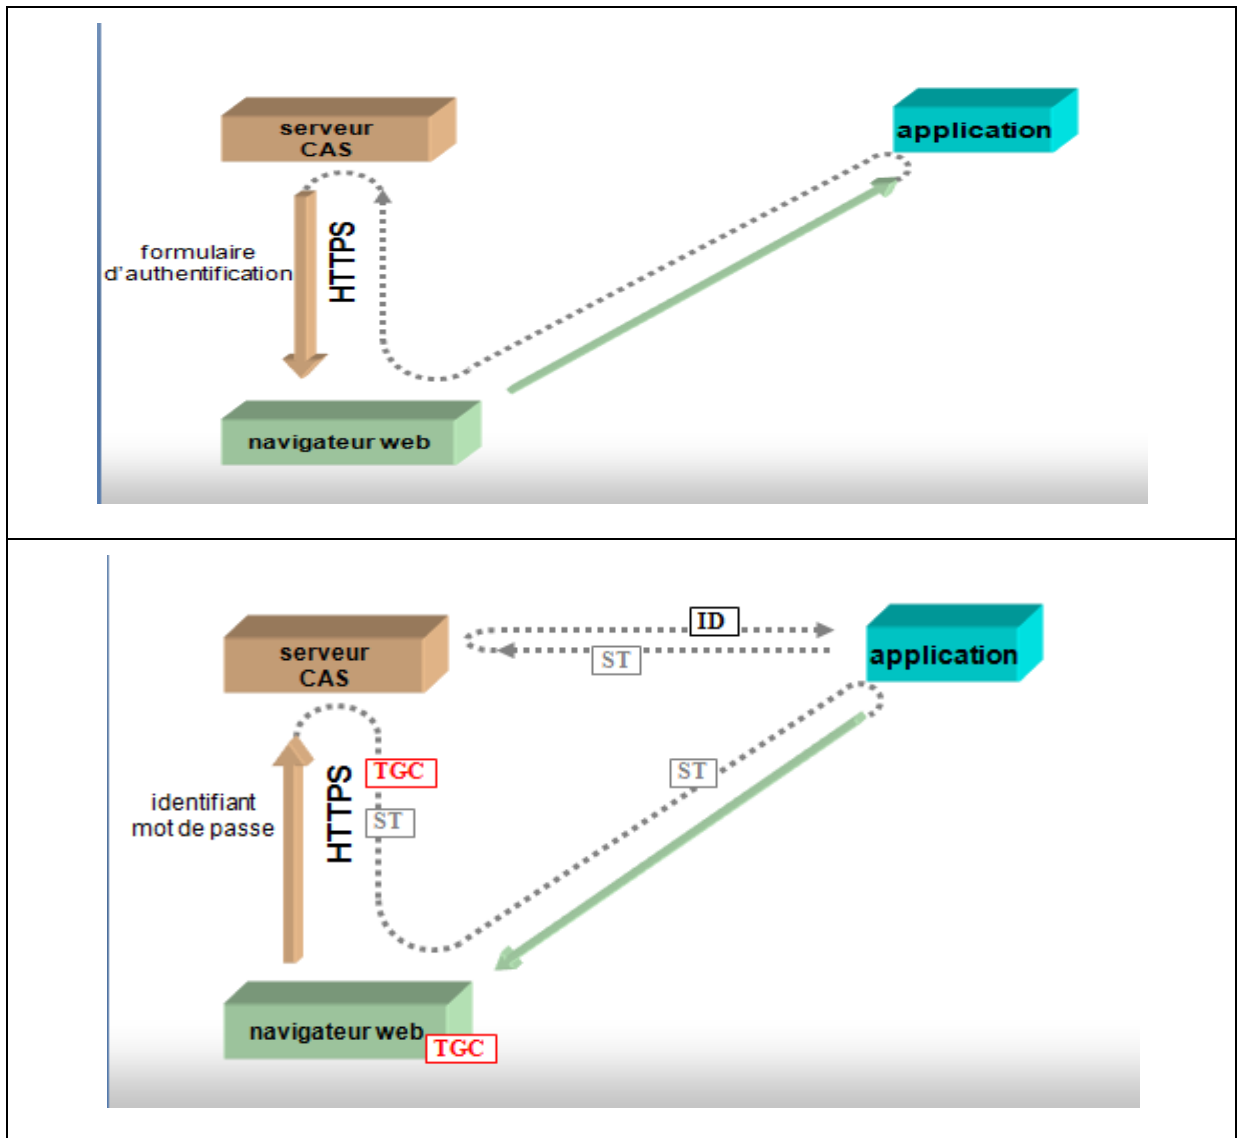 serveur
CAS
application
formulaire
d'authentification
HTTPS
navigateur web
ID
ST
serveur
CAS
application
TGC
ST
ST
identifiant
mot de passe
HTTPS
navigateur web
TGC